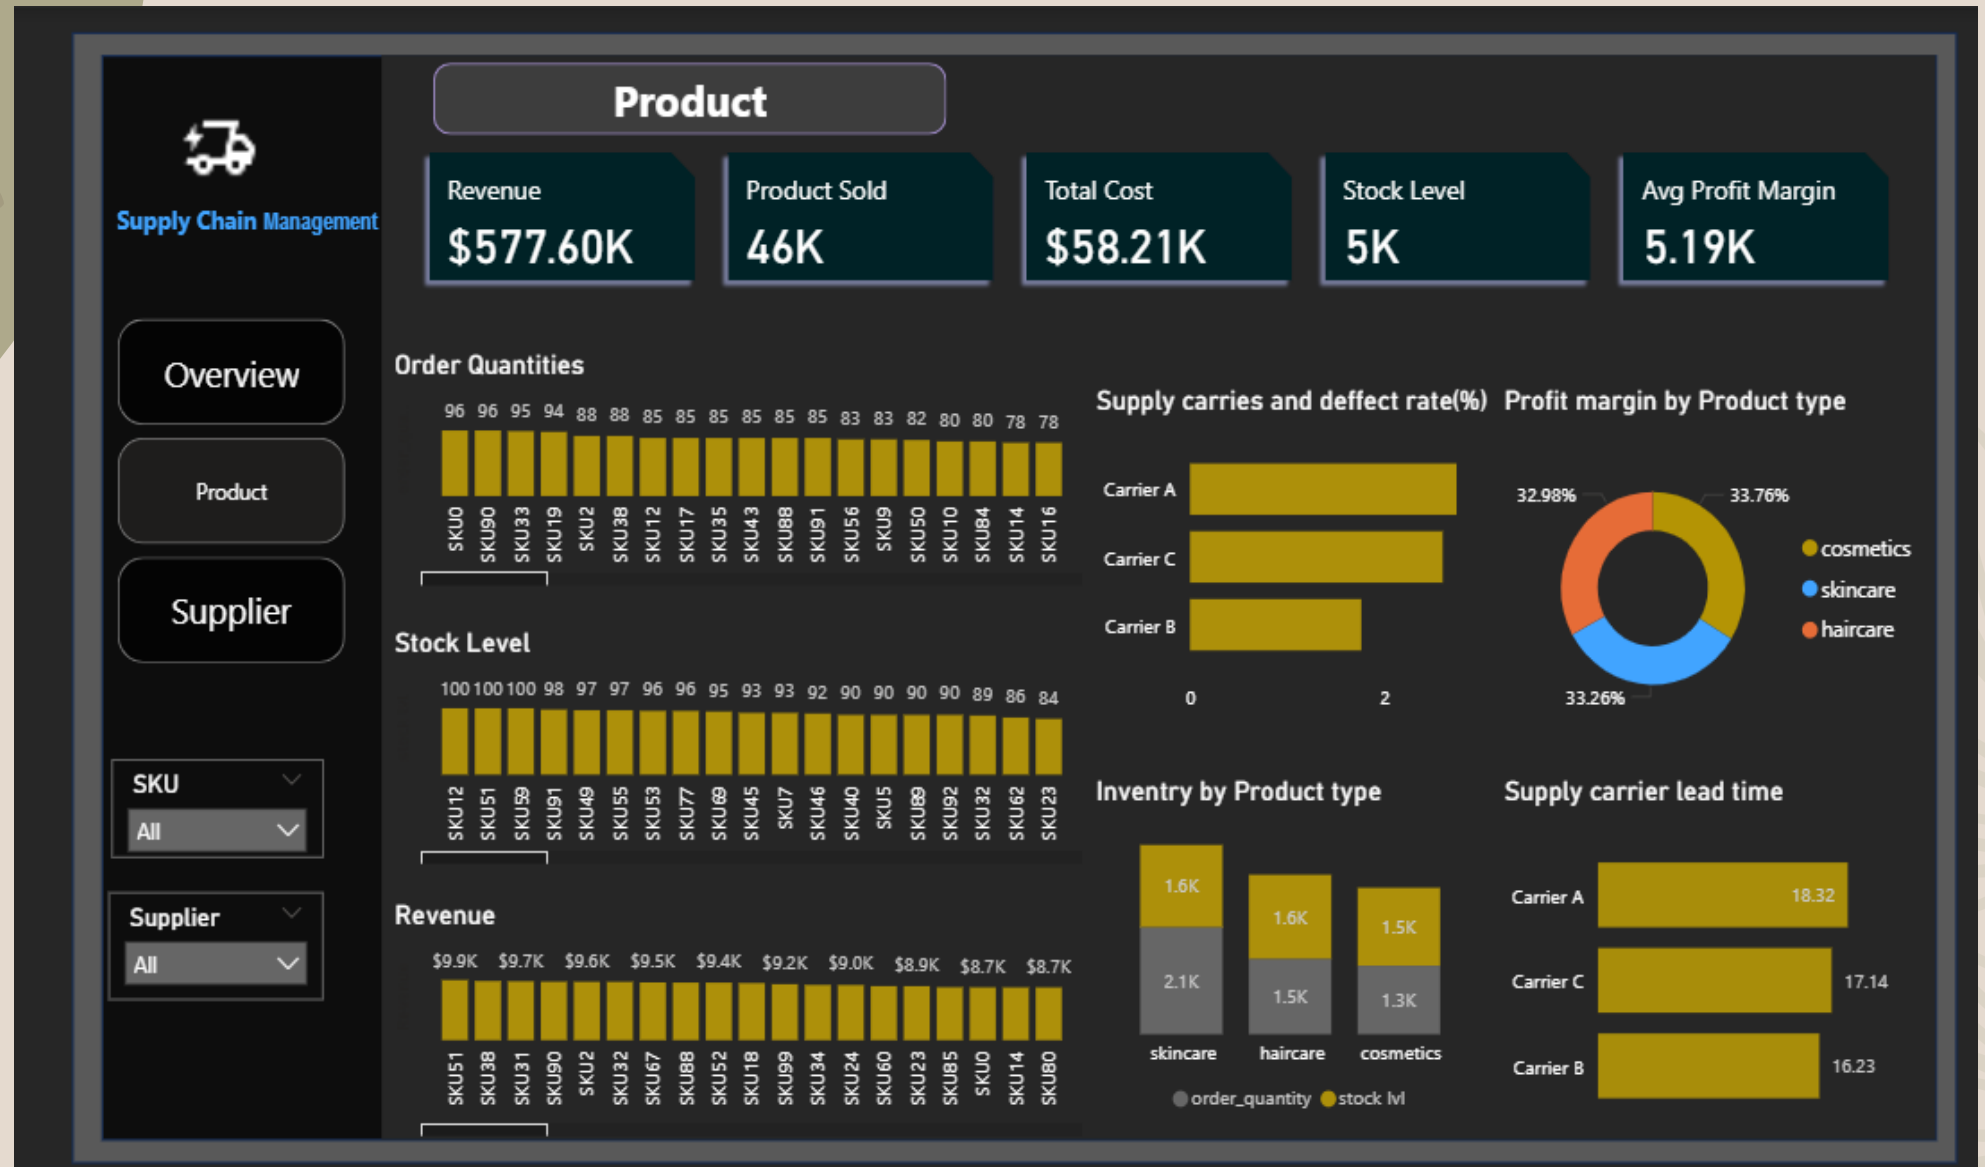 Supply Chain Management
Overview
Product
Supplier
SKU
All
Supplier
All
Product
Revenue
$577.60K
Product Sold
46K
Total Cost
$58.21K
Stock Level
5K
Avg Profit Margin
5.19K
Order Quantities
96 96 95 94 88 88 85 85 85 85 85 85 83 83 82 80 80 78 78
SKU0 SKU90 SKU33 SKU19 SKU2 SKU38 SKU12 SKU17 SKU35 SKU43 SKU88 SKU91 SKU56 SKU9 SKU50 SKU10 SKU84 SKU14 SKU16
Stock Level
100 100 100 98 97 97 96 96 95 93 93 92 90 90 90 90 89 86 84
SKU12 SKU51 SKU59 SKU91 SKU49 SKU55 SKU53 SKU77 SKU69 SKU45 SKU7 SKU46 SKU40 SKU5 SKU89 SKU92 SKU32 SKU62 SKU23
Revenue
$9.9K $9.7K $9.6K $9.5K $9.4K $9.2K $9.0K $8.9K $8.7K $8.7K
SKU51 SKU38 SKU31 SKU90 SKU2 SKU32 SKU67 SKU88 SKU52 SKU18 SKU99 SKU34 SKU24 SKU60 SKU23 SKU85 SKU0 SKU14 SKU80
Supply carries and deffect rate(%)
Carrier A
Carrier C
Carrier B
0 2
Profit margin by Product type
32.98% 33.76%
33.26%
cosmetics
skincare
haircare
Inventry by Product type
1.6K 1.6K 1.5K
2.1K 1.5K 1.3K
skincare haircare cosmetics
order_quantity stock lvl
Supply carrier lead time
Carrier A 18.32
Carrier C 17.14
Carrier B 16.23